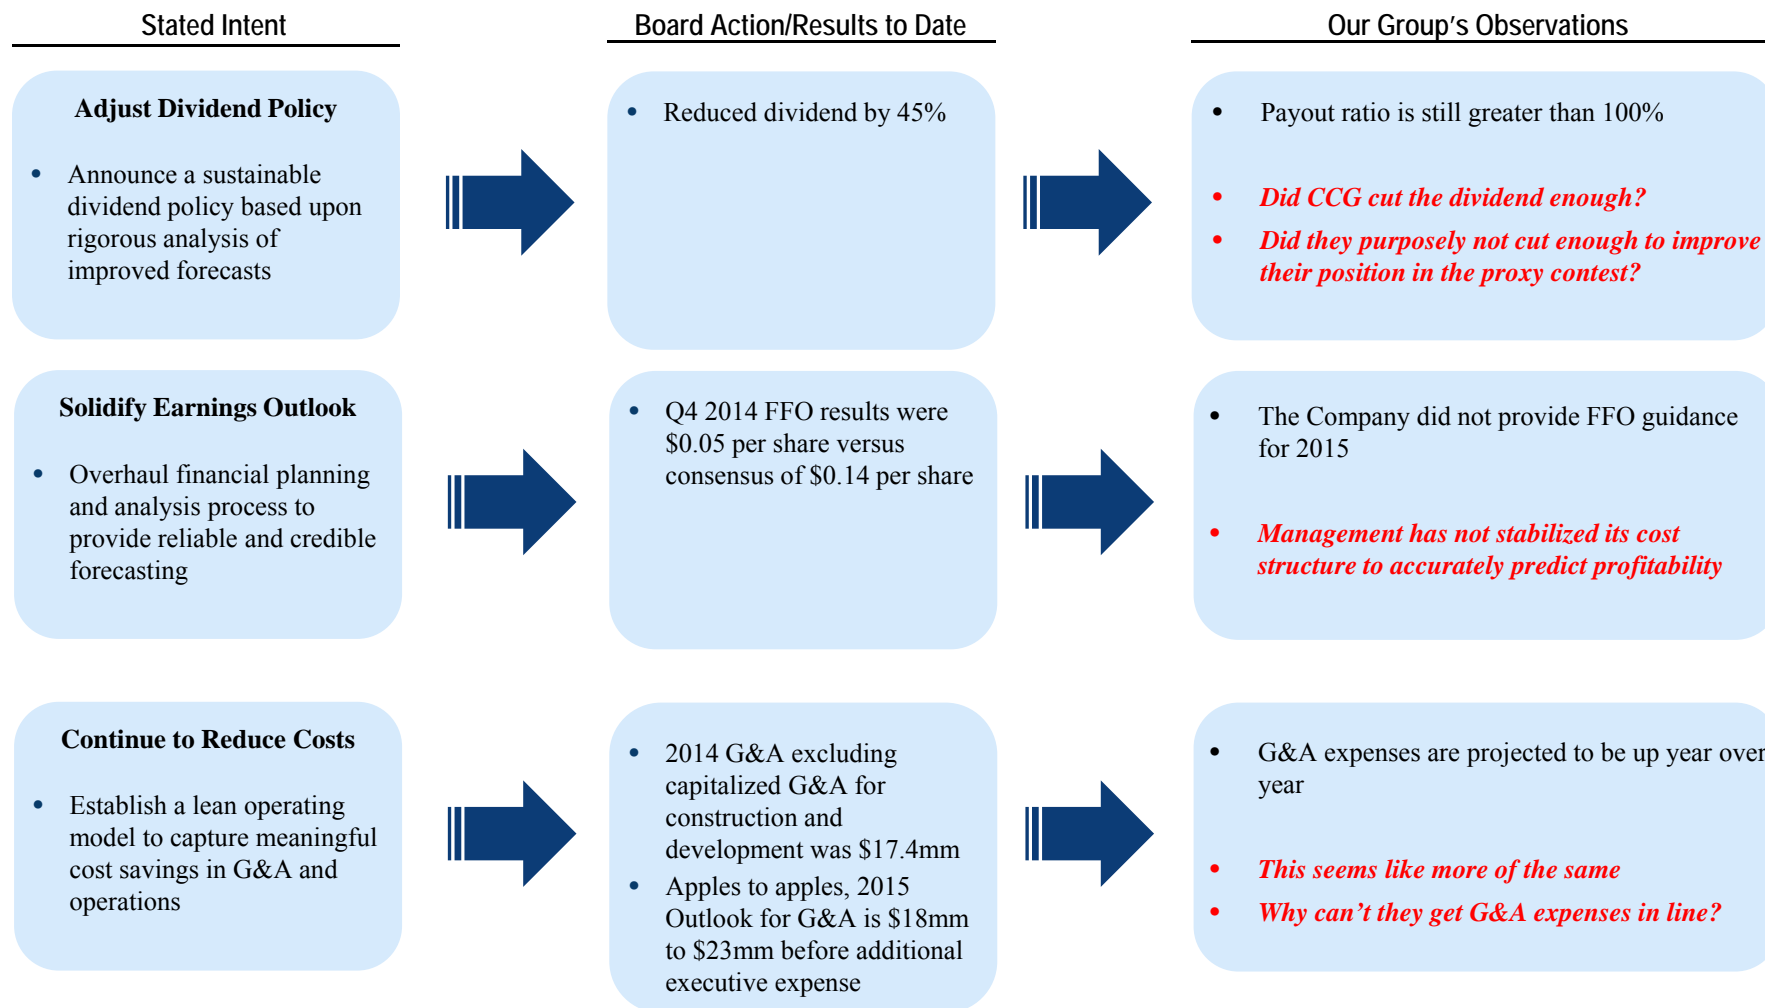 Stated Intent
Board Action/Results to Date
Our Group's Observations
Adjust Dividend Policy
• Announce a sustainable
dividend policy based upon
rigorous analysis of
improved forecasts
• Reduced dividend by 45%
• Payout ratio is still greater than 100%
• Did CCG cut the dividend enough?
• Did they purposely not cut enough to improve
their position in the proxy contest?
Solidify Earnings Outlook
• Overhaul financial planning
and analysis process to
provide reliable and credible
forecasting
• Q4 2014 FFO results were
$0.05 per share versus
consensus of $0.14 per share
• The Company did not provide FFO guidance
for 2015
• Management has not stabilized its cost
structure to accurately predict profitability
Continue to Reduce Costs
• Establish a lean operating
model to capture meaningful
cost savings in G&A and
operations
• 2014 G&A excluding
capitalized G&A for
construction and
development was $17.4mm
• Apples to apples, 2015
Outlook for G&A is $18mm
to $23mm before additional
executive expense
• G&A expenses are projected to be up year over
year
• This seems like more of the same
• Why can't they get G&A expenses in line?